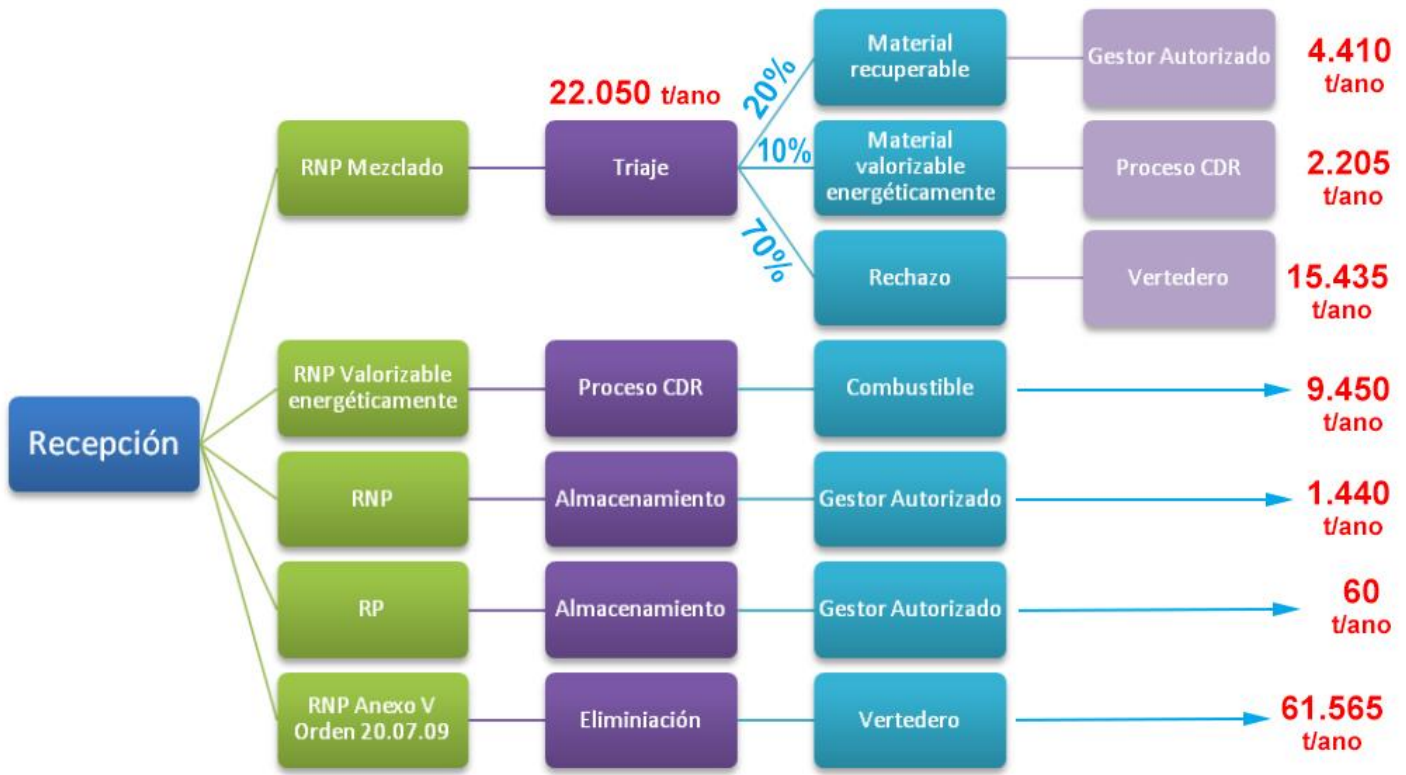 Recepción
RNP Mezclado
22.050 t/ano
Triaje
20%
Material
recuperable
Gestor Autorizado
4.410
t/ano
10%
Material
valorizable
energéticamente
Proceso CDR
2.205
t/ano
70%
Rechazo
Vertedero
15.435
t/ano
RNP Valorizable
energéticamente
Proceso CDR
Combustible
9.450
t/ano
RNP
Almacenamiento
Gestor Autorizado
1.440
t/ano
RP
Almacenamiento
Gestor Autorizado
60
t/ano
RNP Anexo V
Orden 20.07.09
Eliminiación
Vertedero
61.565
t/ano